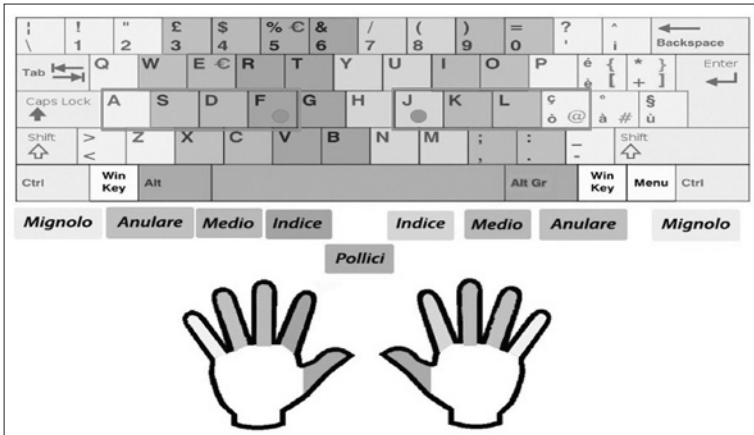 ¦ ! " £ $ % € & / ( ) = ? ^
\ 1 2 3 4 5 6 7 8 9 0 ' ì Backspace
Tab Q W E € R T Y U I O P é { * } Enter
è [ + ]
Caps Lock A S D F G H J K L ç ° §
ò @ à # ù
Shift > Z X C V B N M ; : _ Shift
< , . -
Ctrl Win Key Alt Alt Gr Win Key Menu Ctrl
Mignolo Anulare Medio Indice Indice Medio Anulare Mignolo
Pollici